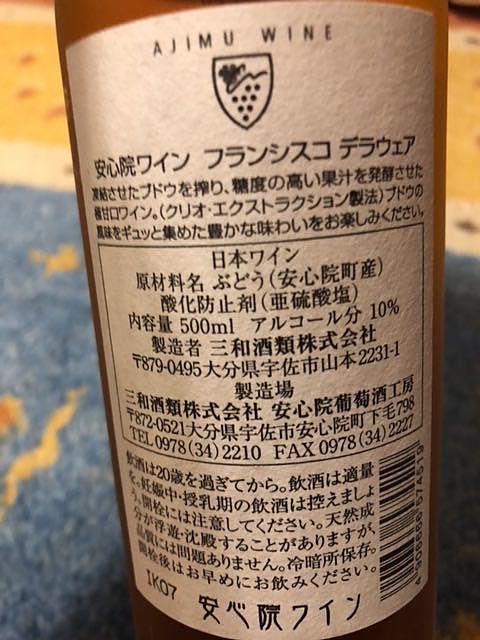 AJIMU WINE
安心院ワイン フランシスコ デラウェア
凍結させたブドウを搾り、糖度の高い果汁を発酵させた
極甘口ワイン。(クリオ・エクストラクション製法)ブドウの
風味をギュッと集めた豊かな味わいをお楽しみください。
日本ワイン
原材料名 ぶどう(安心院町産)
酸化防止剤(亜硫酸塩)
内容量 500ml アルコール分 10%
製造者 三和酒類株式会社
〒879-0495大分県宇佐市山本2231-1
製造場
三和酒類株式会社 安心院葡萄酒工房
〒872-0521大分県宇佐市安心院町下毛798
TEL 0978(34)2210 FAX 0978(34)2227
飲酒は20歳を過ぎてから。飲酒は適量
を。妊娠中・授乳期の飲酒は控えましょ
う。開栓には注意してください。天然成
分が浮遊・沈殿することがありますが、
品質には問題ありません。冷暗所保存。
開栓後はお早めにお飲みください。
IK07 安心院ワイン
4 906666 574519